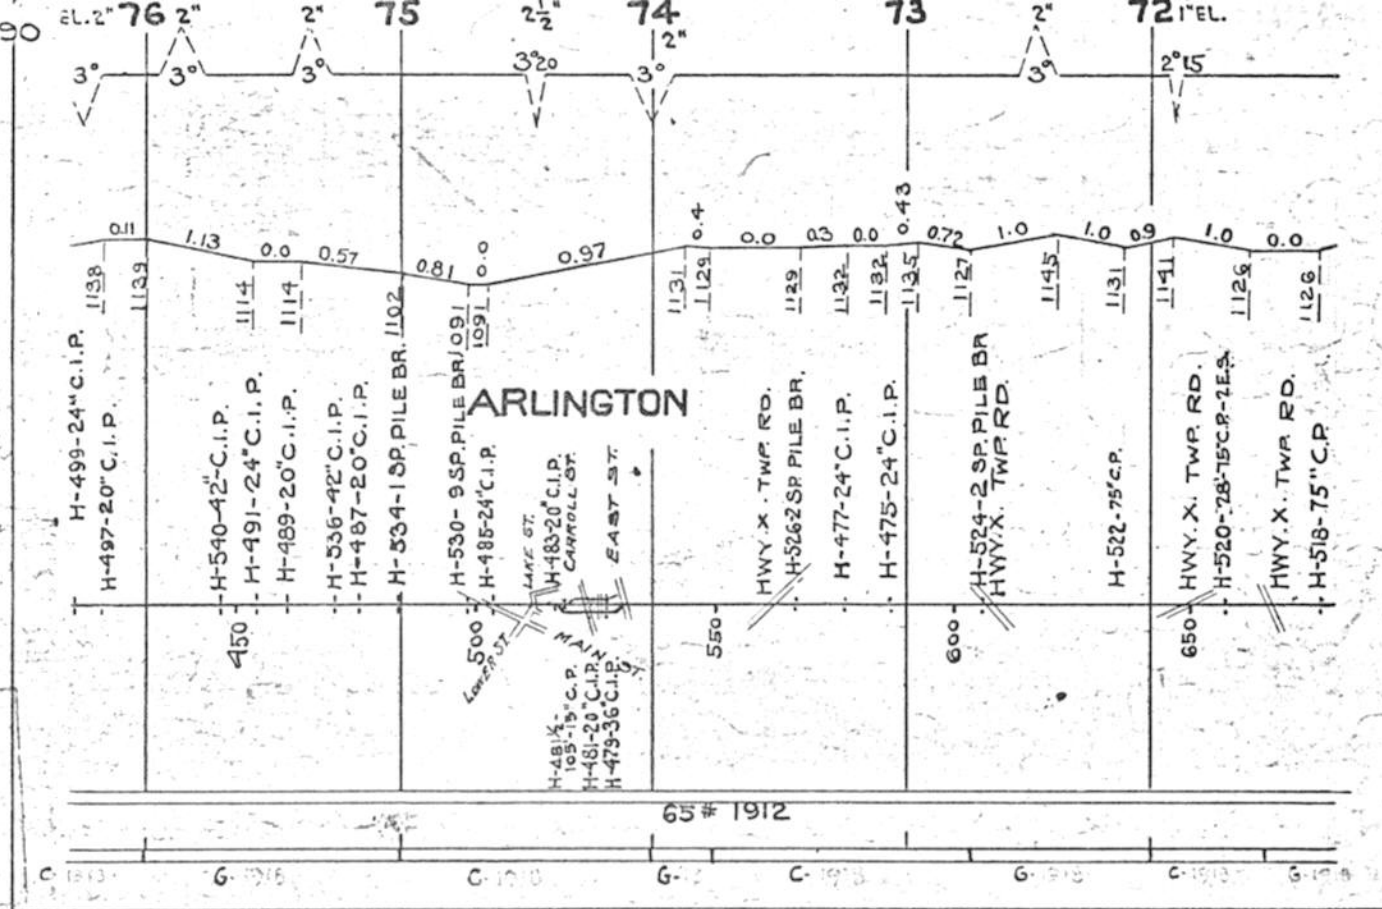 EL. 2" 76 2" 2" 75 2½" 74 73 2" 72 1" EL.
2"
3° 3° 3° 3°20 3° 3° 2°15
0.11 1.13 0.0 0.57 0.81 0.0 0.97 0.4 0.0 0.3 0.0 0.43 0.72 1.0 1.0 0.9 1.0 0.0
1138 1139 1114 1114 1102 1091 1091 1131 1129 1129 1132 1132 1135 1127 1145 1131 1141 1126 1126
ARLINGTON
H-499-24" C.I.P.
H-497-20" C.I.P.
H-540-42"-C.I.P.
H-491-24" C.I.P.
H-489-20" C.I.P.
H-536-42" C.I.P.
H-487-20" C.I.P.
H-534-1 SP. PILE BR.
H-530-9 SP. PILE BR.
H-485-24" C.I.P.
LAKE ST.
H-483-20" C.I.P.
CARROLL ST.
EAST ST.
HWY. X. TWP. RD.
H-526-2 SP. PILE BR.
H-477-24" C.I.P.
H-475-24" C.I.P.
H-524-2 SP. PILE BR
HWY. X. TWP. RD.
H-522-75" C.P.
HWY. X. TWP. RD.
H-520-78'-75" C.P.-2 E.S.
HWY. X. TWP. RD.
H-518-75" C.P.
450 500 550 600 650
LOWER ST.
MAIN ST.
H-481½-
105'-15" C.P.
H-481-20" C.I.P.
H-479-36" C.I.P.
65# 1912
C- G- C- G- C- G- C- G-